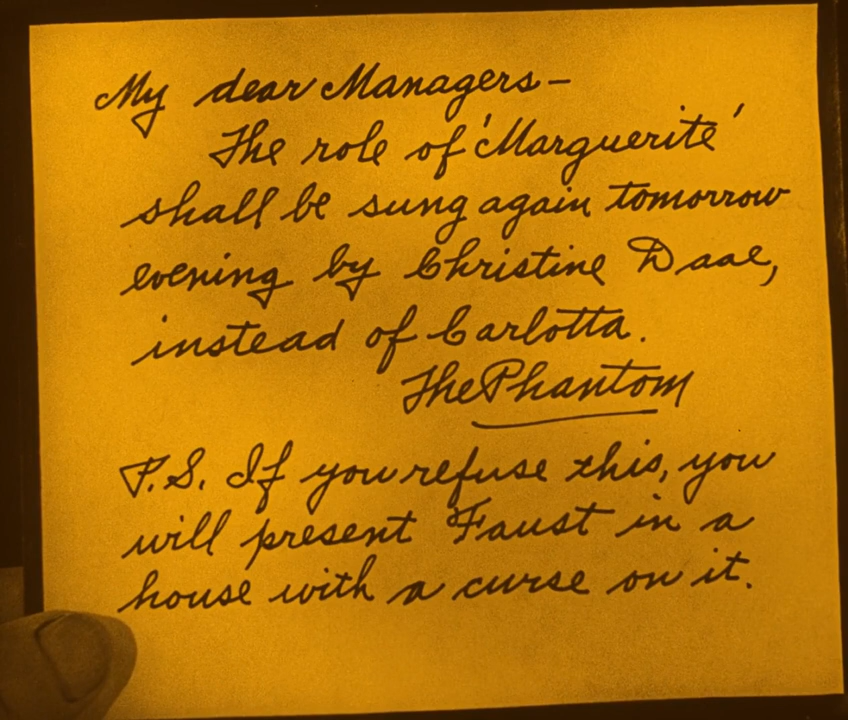 My dear Managers—
The role of 'Marguerite'
shall be sung again tomorrow
evening by Christine Daae,
instead of Carlotta.
The Phantom
P.S. If you refuse this, you
will present Faust in a
house with a curse on it.